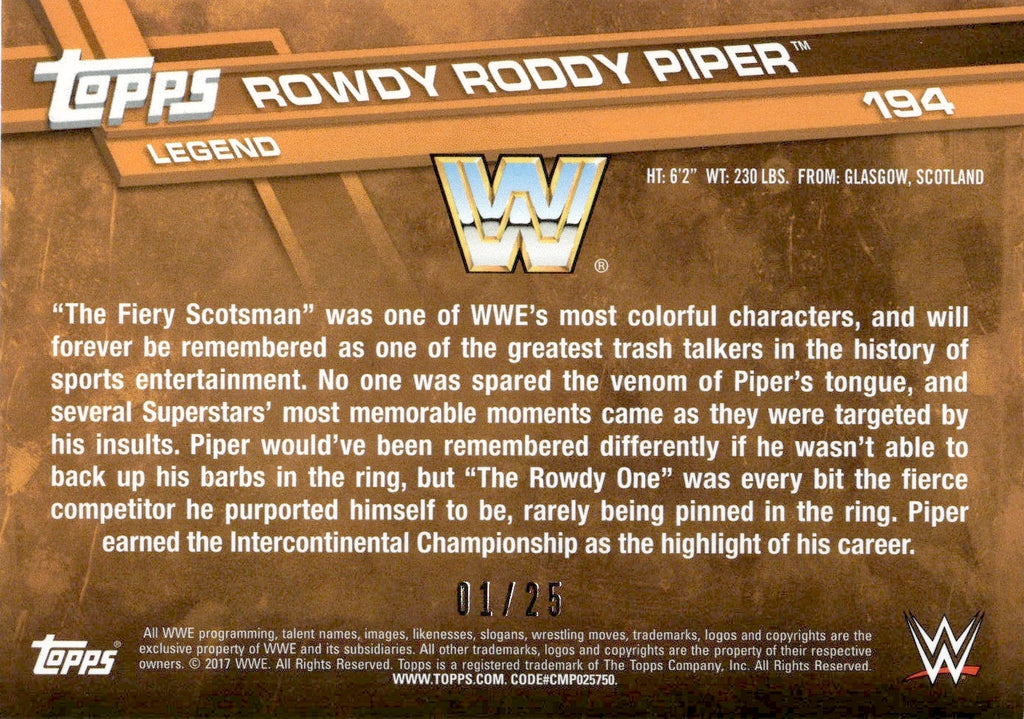 topps ROWDY RODDY PIPER™
194
LEGEND
W
HT: 6'2" WT: 230 LBS. FROM: GLASGOW, SCOTLAND
®
"The Fiery Scotsman" was one of WWE's most colorful characters, and will
forever be remembered as one of the greatest trash talkers in the history of
sports entertainment. No one was spared the venom of Piper's tongue, and
several Superstars' most memorable moments came as they were targeted by
his insults. Piper would've been remembered differently if he wasn't able to
back up his barbs in the ring, but "The Rowdy One" was every bit the fierce
competitor he purported himself to be, rarely being pinned in the ring. Piper
earned the Intercontinental Championship as the highlight of his career.
01/25
topps®
All WWE programming, talent names, images, likenesses, slogans, wrestling moves, trademarks, logos and copyrights are the
exclusive property of WWE and its subsidiaries. All other trademarks, logos and copyrights are the property of their respective
owners. © 2017 WWE. All Rights Reserved. Topps is a registered trademark of The Topps Company, Inc. All Rights Reserved.
WWW.TOPPS.COM. CODE#CMP025750.
W